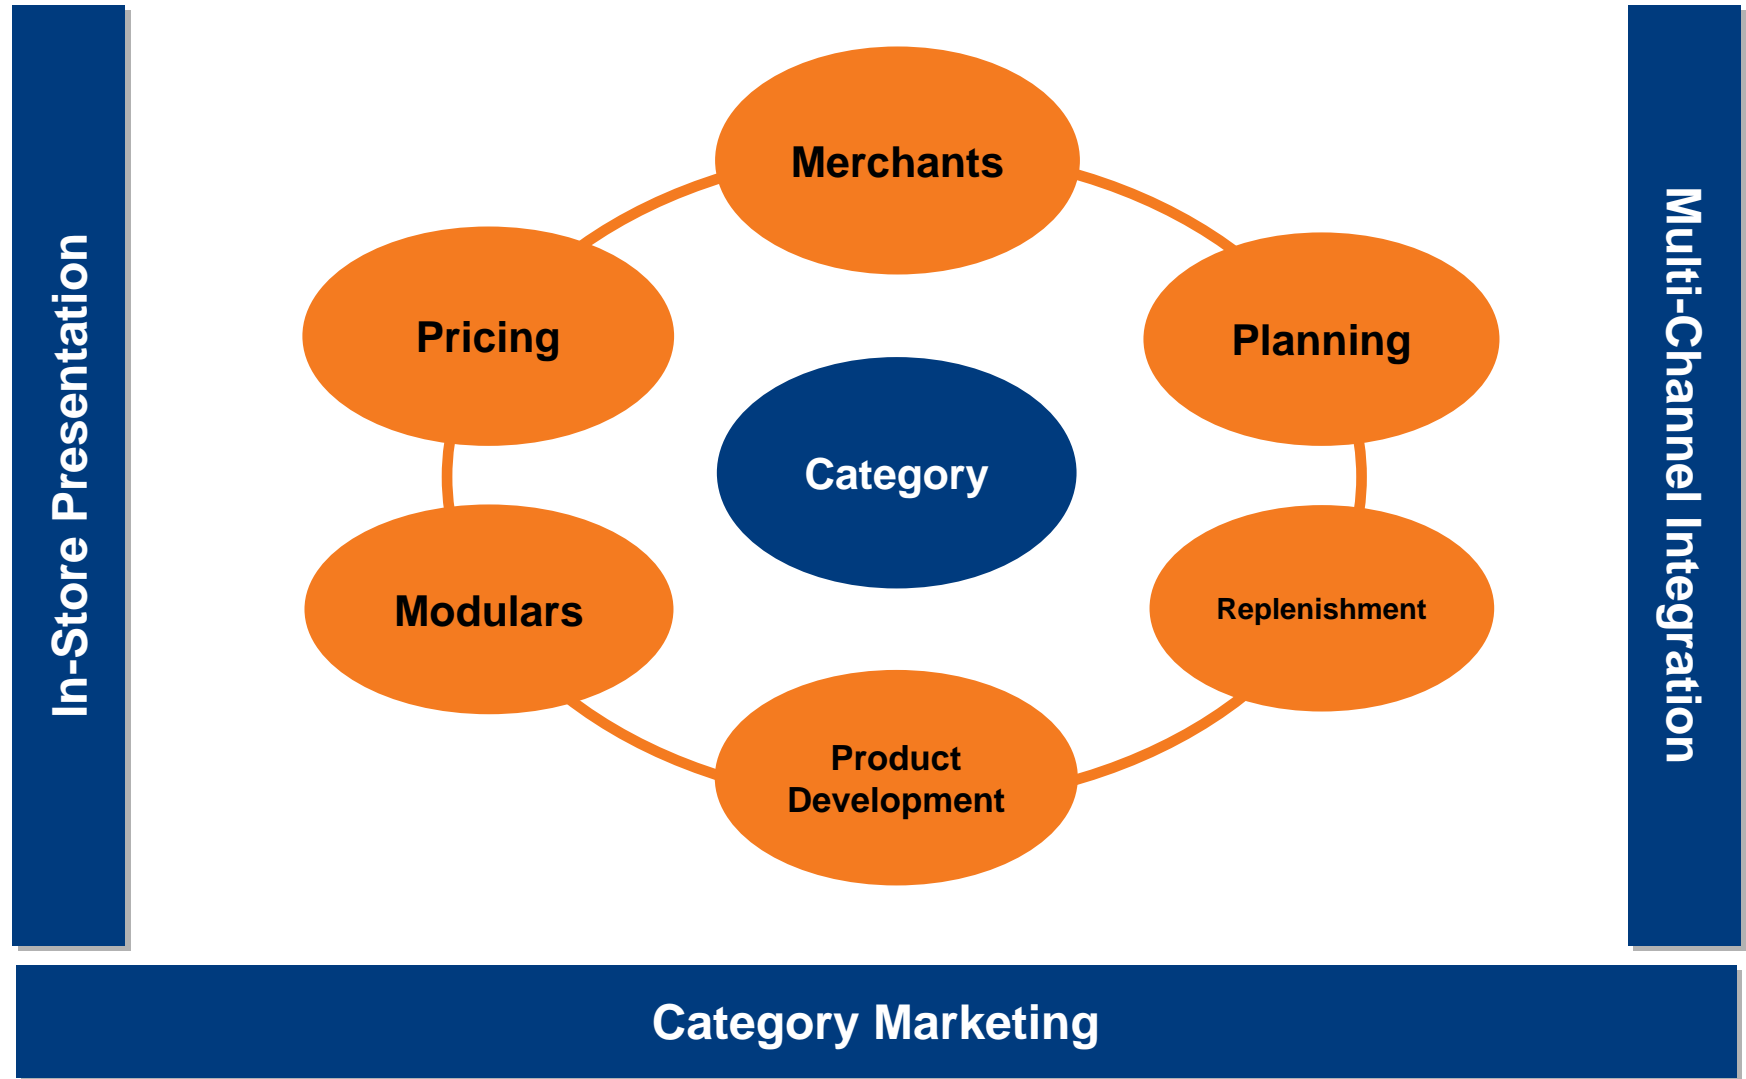 In-Store Presentation
Merchants
Pricing
Planning
Category
Modulars
Replenishment
Product
Development
Multi-Channel Integration
Category Marketing